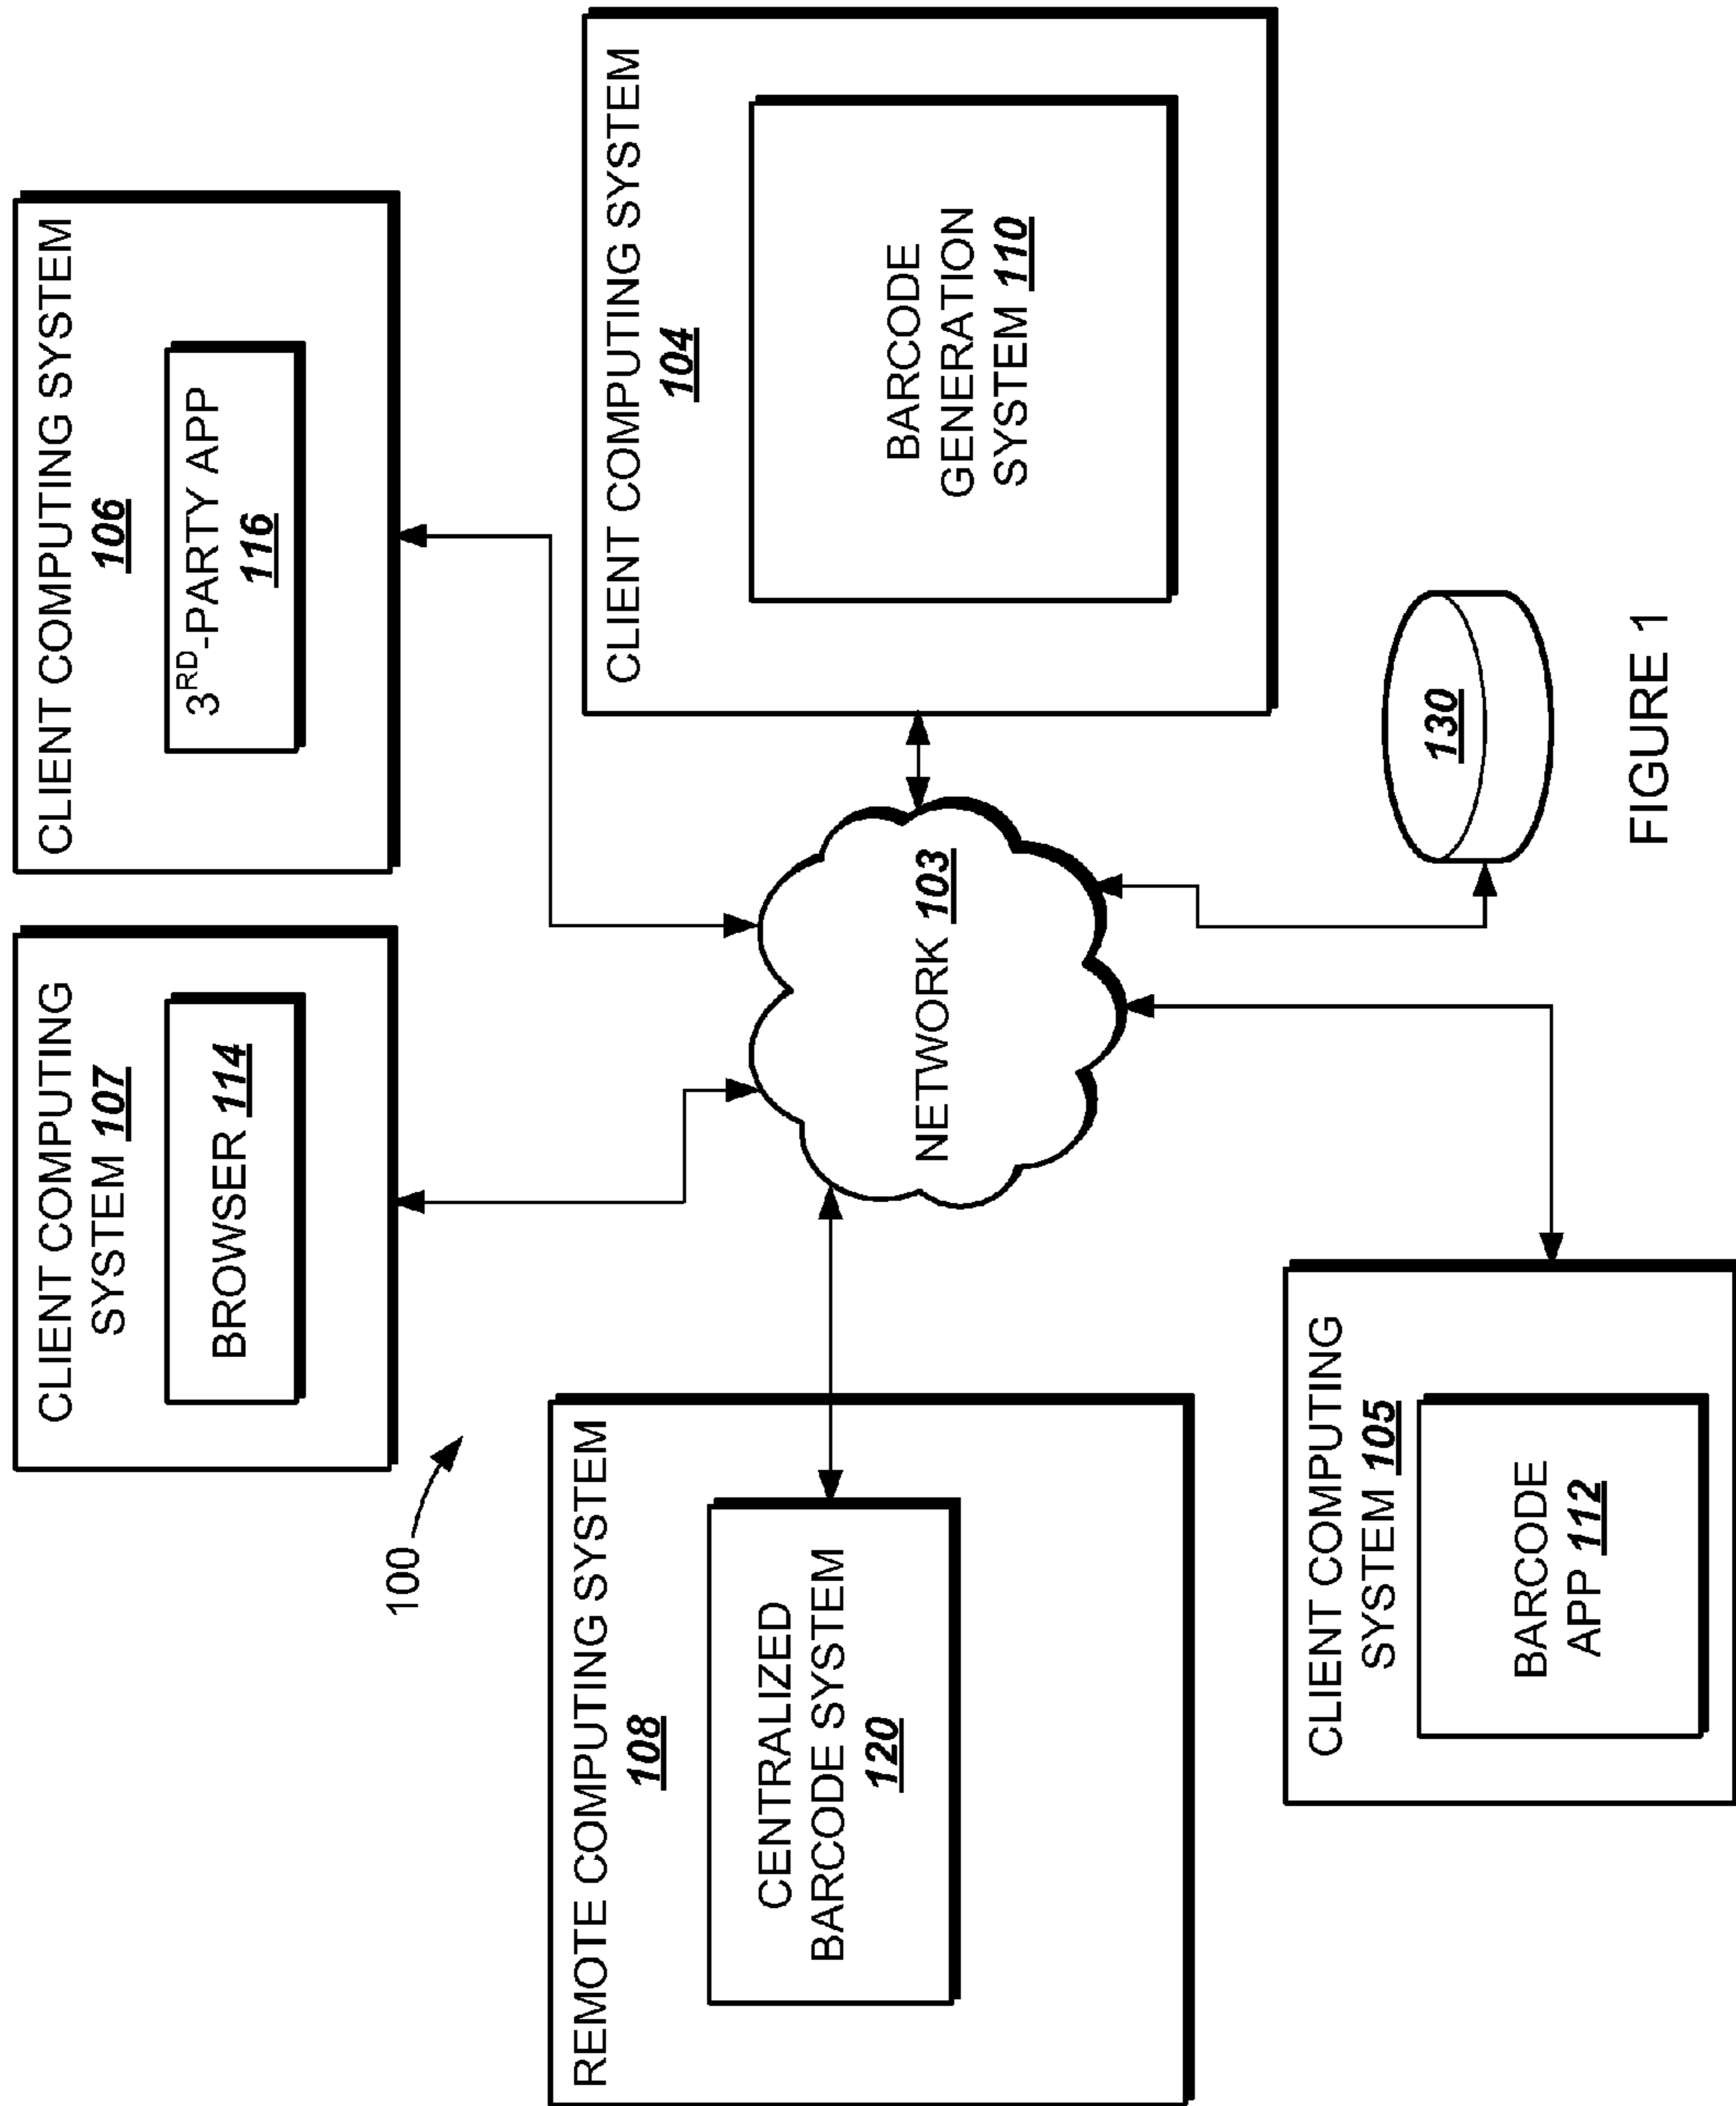 100
CLIENT COMPUTING
SYSTEM 107
BROWSER 114
CLIENT COMPUTING SYSTEM
106
3RD-PARTY APP
116
REMOTE COMPUTING SYSTEM
108
CENTRALIZED
BARCODE SYSTEM
120
NETWORK 103
CLIENT COMPUTING SYSTEM
104
BARCODE
GENERATION
SYSTEM 110
CLIENT COMPUTING
SYSTEM 105
BARCODE
APP 112
130
FIGURE 1